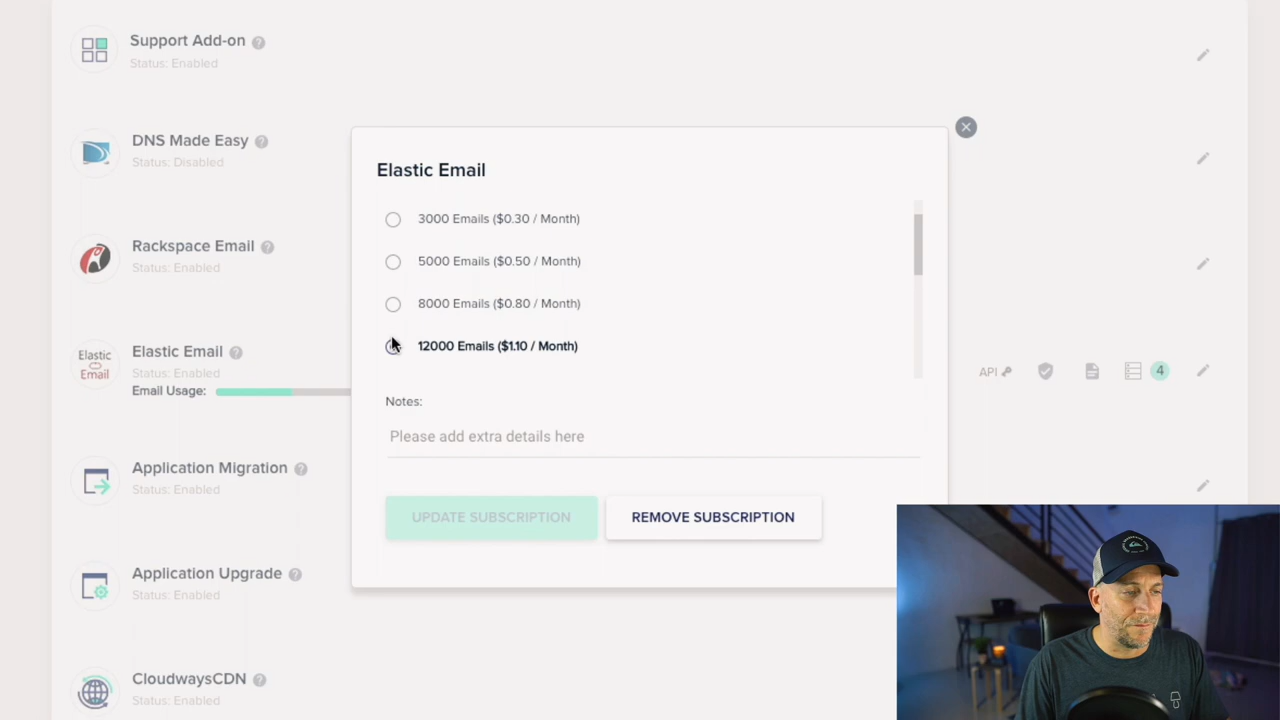 Support Add-on
Status: Enabled
DNS Made Easy
Status: Disabled
Rackspace Email
Status: Enabled
Elastic
Email
Elastic Email
Status: Enabled
Email Usage:
API
4
Application Migration
Status: Enabled
Application Upgrade
Status: Enabled
CloudwaysCDN
Status: Enabled
Elastic Email
3000 Emails ($0.30 / Month)
5000 Emails ($0.50 / Month)
8000 Emails ($0.80 / Month)
12000 Emails ($1.10 / Month)
Notes:
Please add extra details here
UPDATE SUBSCRIPTION
REMOVE SUBSCRIPTION